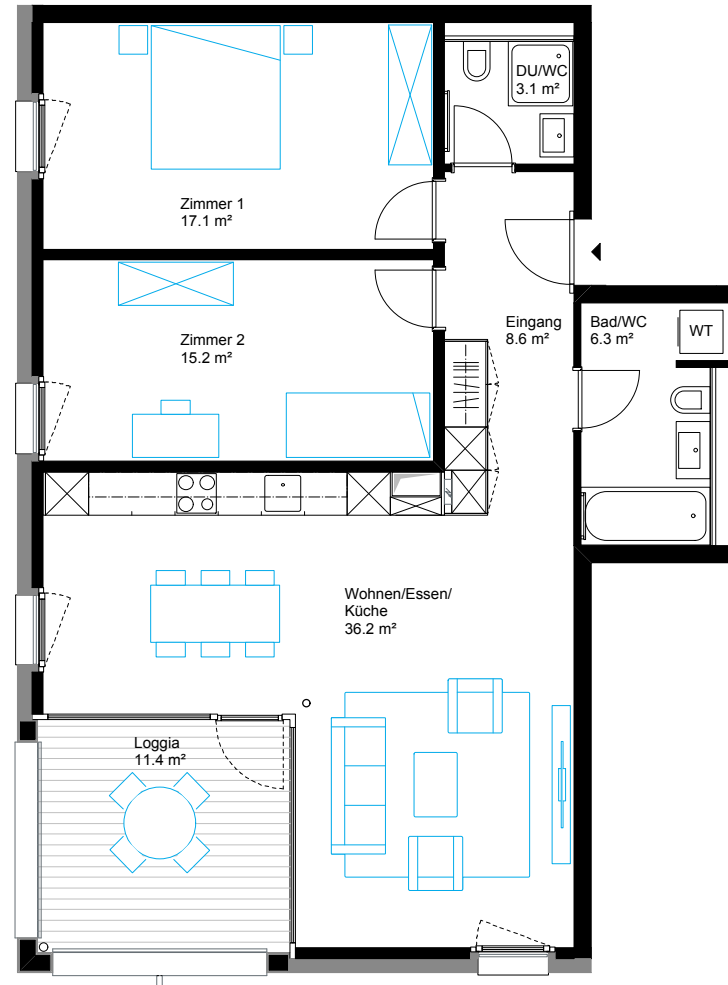 DU/WC
3.1 m²
Zimmer 1
17.1 m²
Zimmer 2
15.2 m²
Eingang
8.6 m²
Bad/WC
6.3 m²
WT
Wohnen/Essen/
Küche
36.2 m²
Loggia
11.4 m²